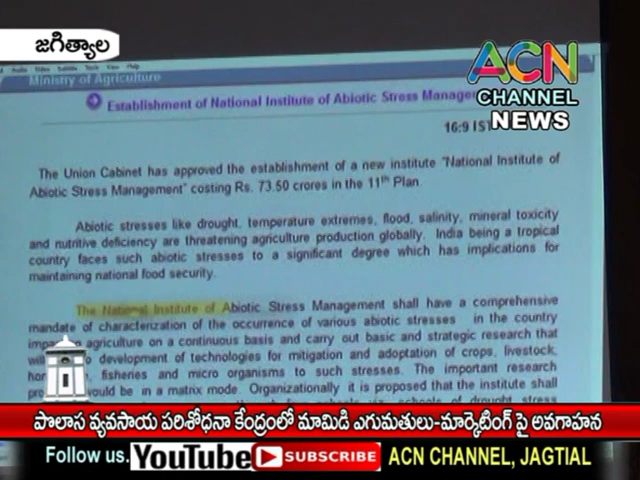 జగిత్యాల
Ministry of Agriculture
ACN
CHANNEL
NEWS
Establishment of National Institute of Abiotic Stress
16:9
The Union Cabinet has approved the establishment of a new institute "National Institute of
Abiotic Stress Management" costing Rs. 73.50 crores in the 11th Plan.
Abiotic stresses like drought, temperature extremes, flood, salinity, mineral toxicity
and nutritive deficiency are threatening agriculture production globally. India being a tropical
country faces such abiotic stresses to a significant degree which has implications for
maintaining national food security.
The National Institute of Abiotic Stress Management shall have a comprehensive
mandate of characterization of the occurrence of various abiotic stresses in the country
agriculture on a continuous basis and carry out basic and strategic research that
development of technologies for mitigation and adoptation of crops, livestock,
fisheries and micro organisms to such stresses. The important research
would be in a matrix mode. Organizationally it is proposed that the institute shall
schools of drought stress
పొలాస వ్యవసాయ పరిశోధనా కేంద్రంలో మామిడి ఎగుమతులు-మార్కెటింగ్ పై అవగాహన
Follow us. YouTube SUBSCRIBE ACN CHANNEL, JAGTIAL